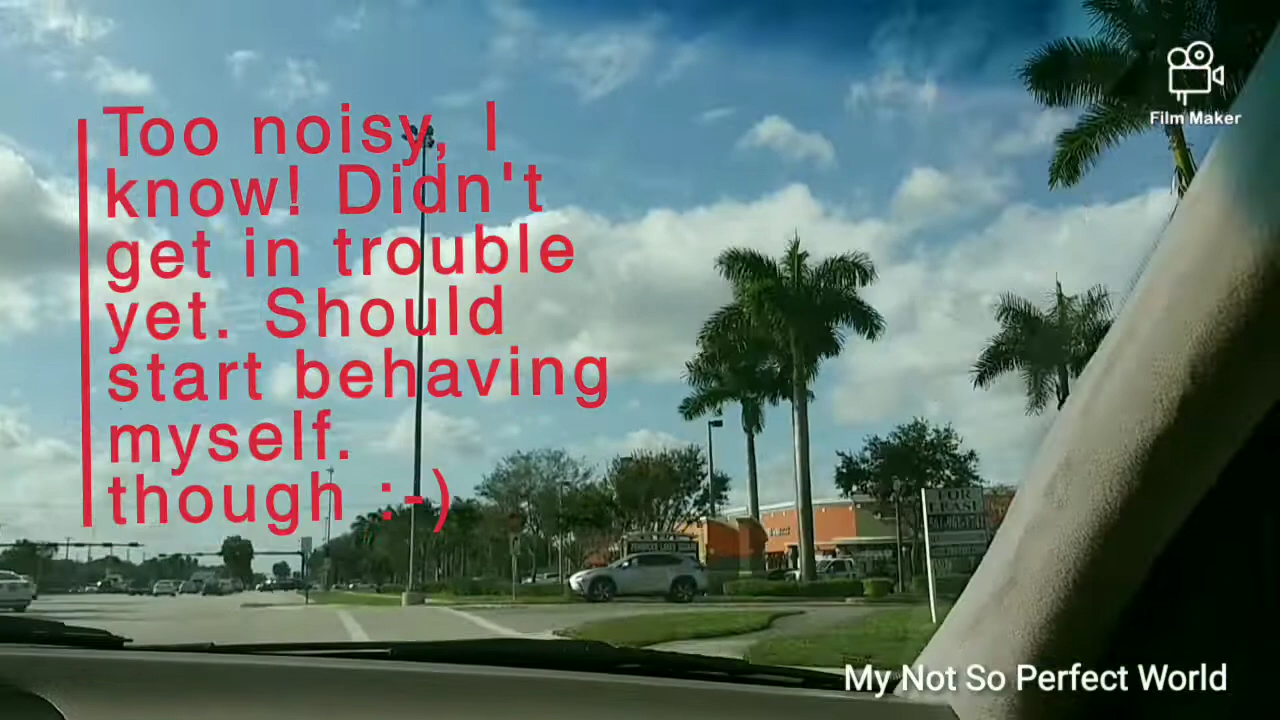 Too noisy, I
know! Didn't
get in trouble
yet. Should
start behaving
myself.
though :-)
Film Maker
FOR
LEASE
My Not So Perfect World